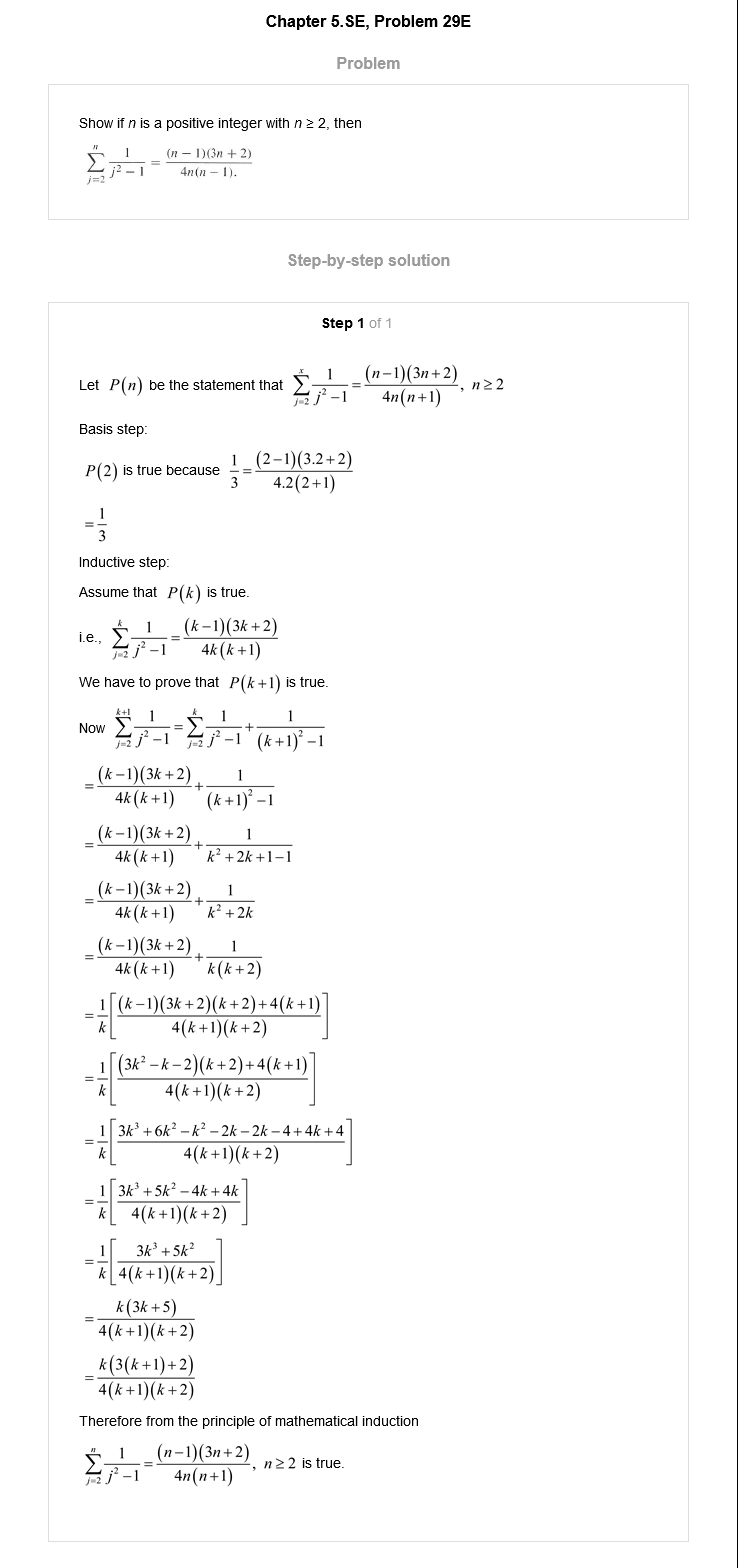 Chapter 5.SE, Problem 29E
Problem
Show if n is a positive integer with n ≥ 2, then
\sum_{j=2}^{n} \frac{1}{j^2 - 1} = \frac{(n - 1)(3n + 2)}{4n(n - 1).}
Step-by-step solution
Step 1 of 1
Let P(n) be the statement that \sum_{j=2}^{x} \frac{1}{j^2-1} = \frac{(n-1)(3n+2)}{4n(n+1)}, n ≥ 2
Basis step:
P(2) is true because \frac{1}{3} = \frac{(2-1)(3.2+2)}{4.2(2+1)}
= \frac{1}{3}
Inductive step:
Assume that P(k) is true.
i.e., \sum_{j=2}^{k} \frac{1}{j^2-1} = \frac{(k-1)(3k+2)}{4k(k+1)}
We have to prove that P(k+1) is true.
Now \sum_{j=2}^{k+1} \frac{1}{j^2-1} = \sum_{j=2}^{k} \frac{1}{j^2-1} + \frac{1}{(k+1)^2-1}
= \frac{(k-1)(3k+2)}{4k(k+1)} + \frac{1}{(k+1)^2-1}
= \frac{(k-1)(3k+2)}{4k(k+1)} + \frac{1}{k^2+2k+1-1}
= \frac{(k-1)(3k+2)}{4k(k+1)} + \frac{1}{k^2+2k}
= \frac{(k-1)(3k+2)}{4k(k+1)} + \frac{1}{k(k+2)}
= \frac{1}{k}\left[\frac{(k-1)(3k+2)(k+2)+4(k+1)}{4(k+1)(k+2)}\right]
= \frac{1}{k}\left[\frac{(3k^2-k-2)(k+2)+4(k+1)}{4(k+1)(k+2)}\right]
= \frac{1}{k}\left[\frac{3k^3+6k^2-k^2-2k-2k-4+4k+4}{4(k+1)(k+2)}\right]
= \frac{1}{k}\left[\frac{3k^3+5k^2-4k+4k}{4(k+1)(k+2)}\right]
= \frac{1}{k}\left[\frac{3k^3+5k^2}{4(k+1)(k+2)}\right]
= \frac{k(3k+5)}{4(k+1)(k+2)}
= \frac{k(3(k+1)+2)}{4(k+1)(k+2)}
Therefore from the principle of mathematical induction
\sum_{j=2}^{n} \frac{1}{j^2-1} = \frac{(n-1)(3n+2)}{4n(n+1)}, n ≥ 2 is true.